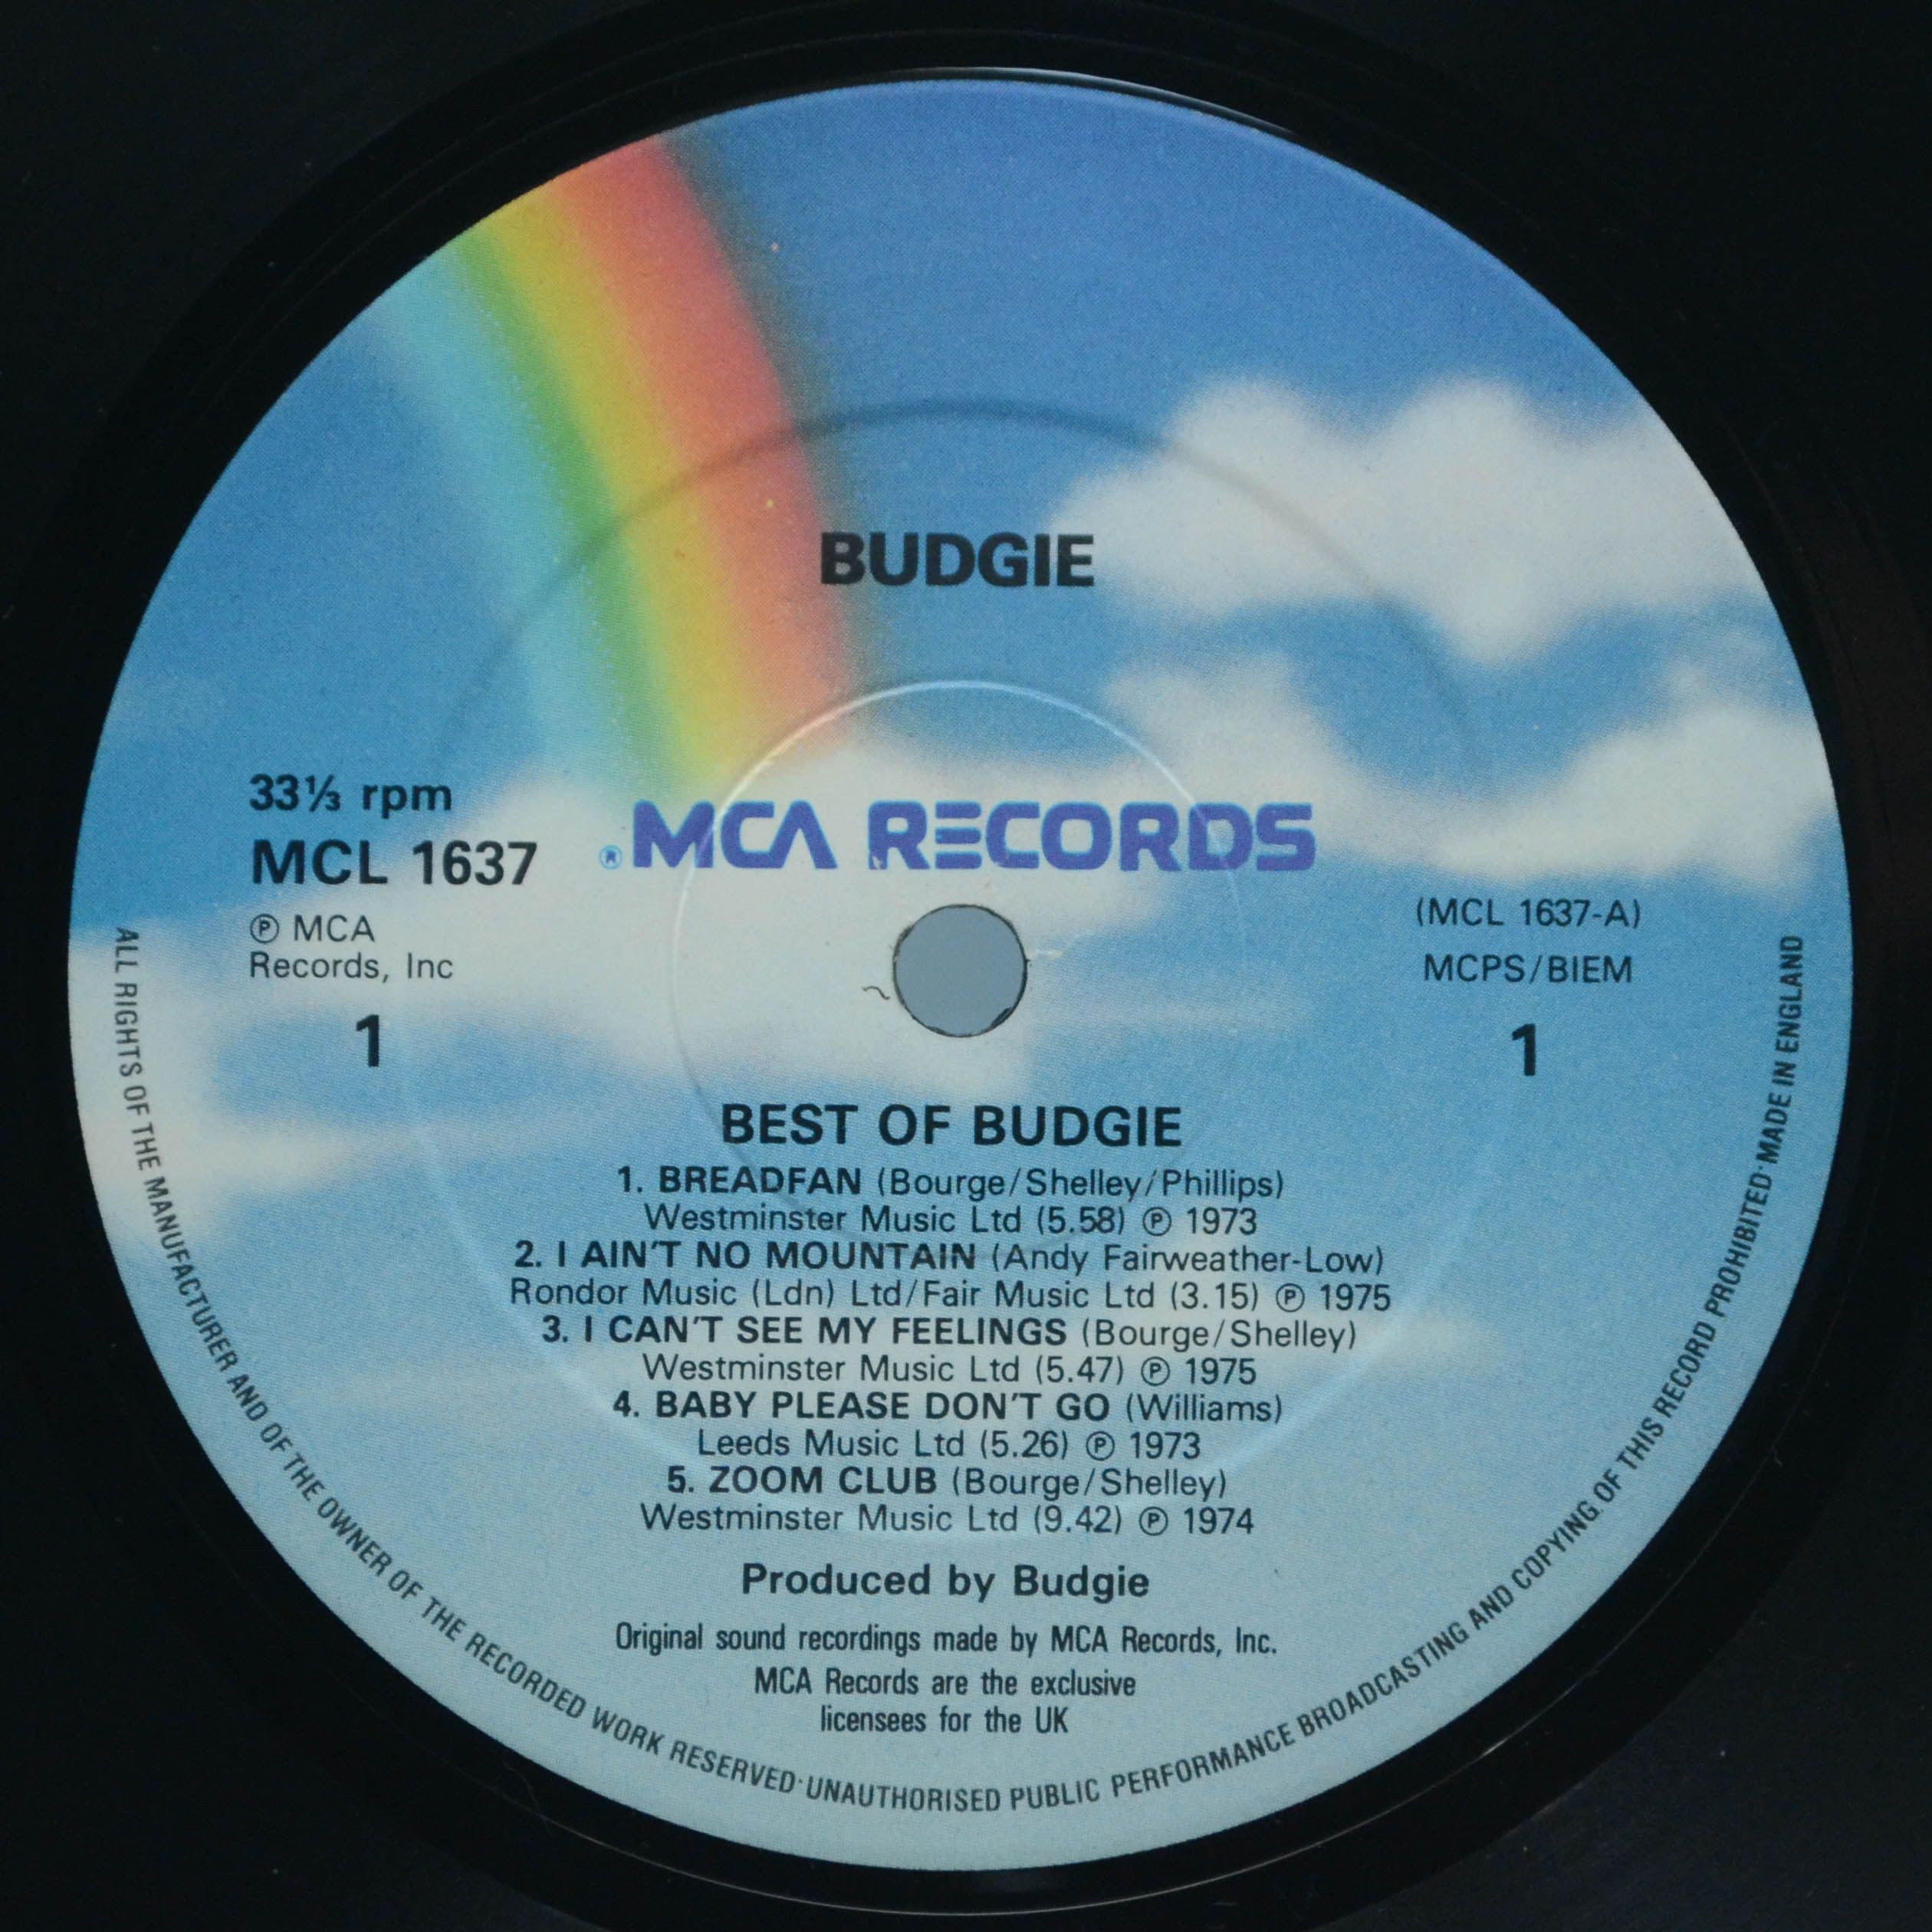 BUDGIE
33⅓ rpm
MCL 1637
® MCA RECORDS
℗ MCA
Records, Inc
1
(MCL 1637-A)
MCPS/BIEM
1
BEST OF BUDGIE
1. BREADFAN (Bourge/Shelley/Phillips)
Westminster Music Ltd (5.58) ℗ 1973
2. I AIN'T NO MOUNTAIN (Andy Fairweather-Low)
Rondor Music (Ldn) Ltd/Fair Music Ltd (3.15) ℗ 1975
3. I CAN'T SEE MY FEELINGS (Bourge/Shelley)
Westminster Music Ltd (5.47) ℗ 1975
4. BABY PLEASE DON'T GO (Williams)
Leeds Music Ltd (5.26) ℗ 1973
5. ZOOM CLUB (Bourge/Shelley)
Westminster Music Ltd (9.42) ℗ 1974
Produced by Budgie
Original sound recordings made by MCA Records, Inc.
MCA Records are the exclusive
licensees for the UK
ALL RIGHTS OF THE MANUFACTURER AND OF THE OWNER OF THE RECORDED WORK RESERVED·UNAUTHORISED PUBLIC PERFORMANCE BROADCASTING AND COPYING OF THIS RECORD PROHIBITED·MADE IN ENGLAND